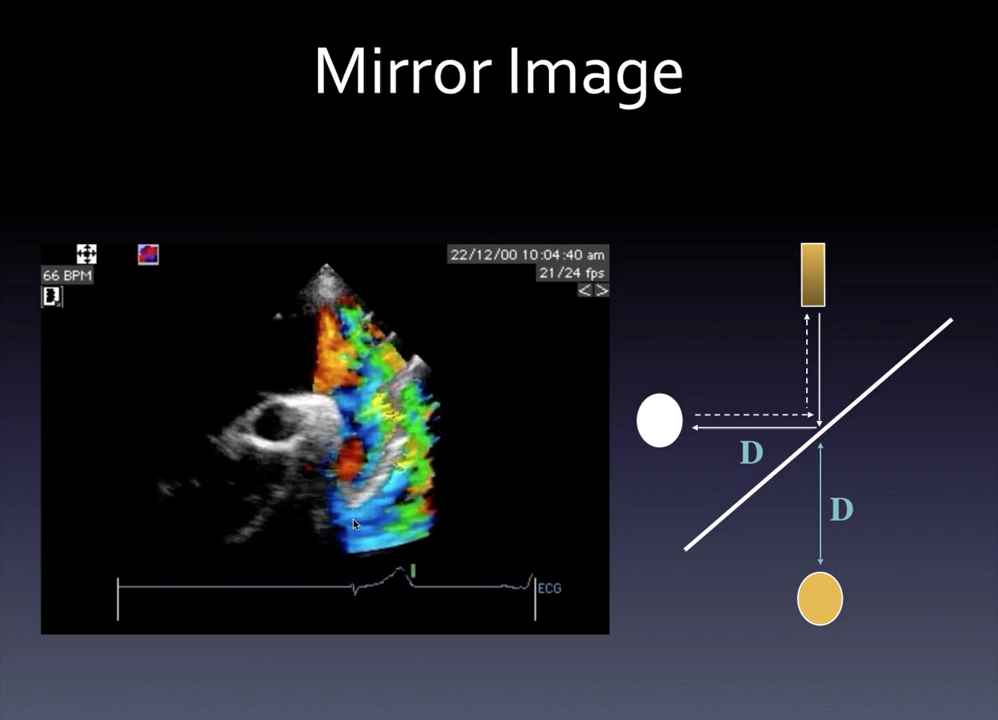 Mirror Image
22/12/00 10:04:40 am
66 BPM
21/24 fps
< >
D
D
ECG